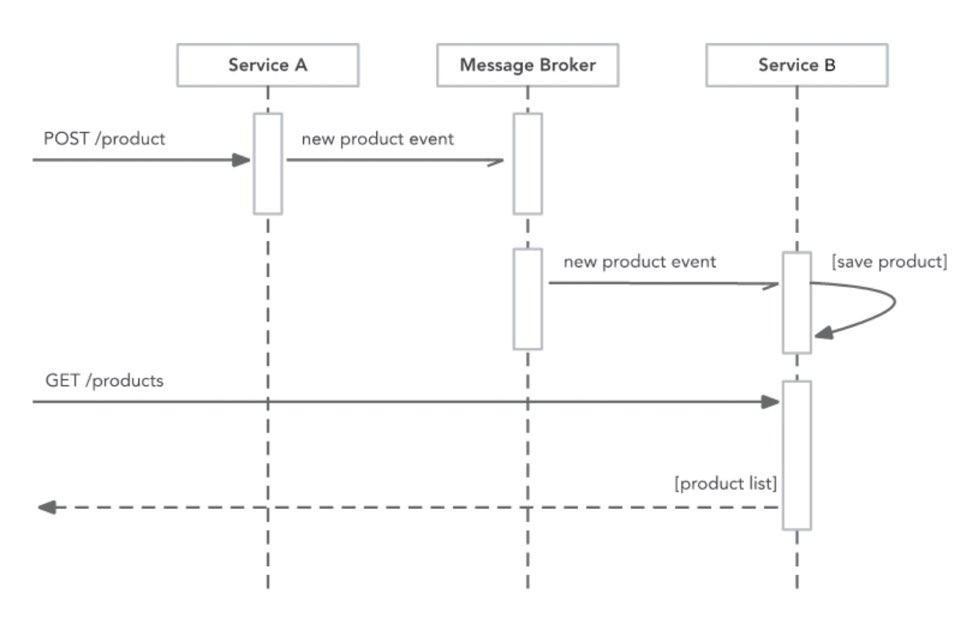 Service A
Message Broker
Service B
POST /product
new product event
new product event
[save product]
GET /products
[product list]